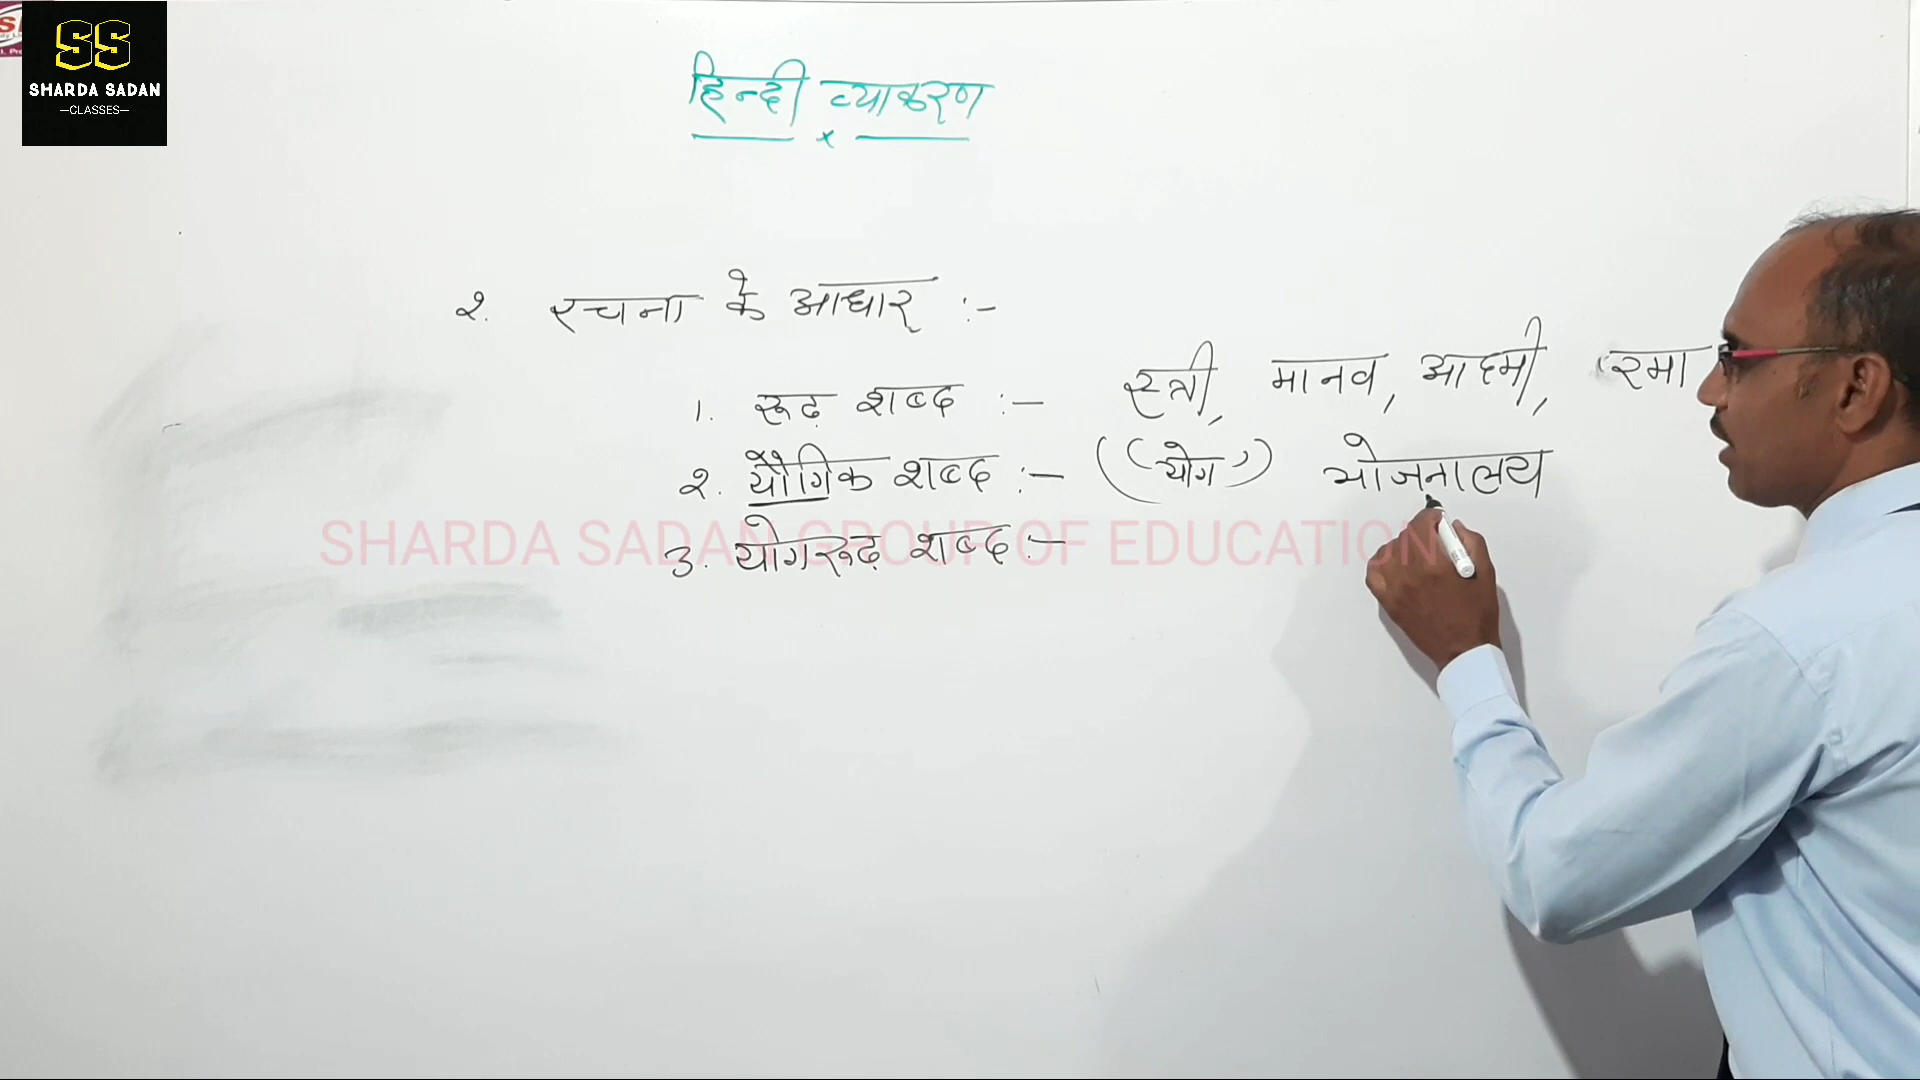 SS
SHARDA SADAN
—CLASSES—
हिन्दी व्याकरण
२. रचना के आधार :-
1. रूढ़ शब्द :- स्त्री, मानव, आदमी, रमा
२. यौगिक शब्द :- (योग) भोजनालय
3. योगरूढ़ शब्द :-
SHARDA SADAN GROUP OF EDUCATION